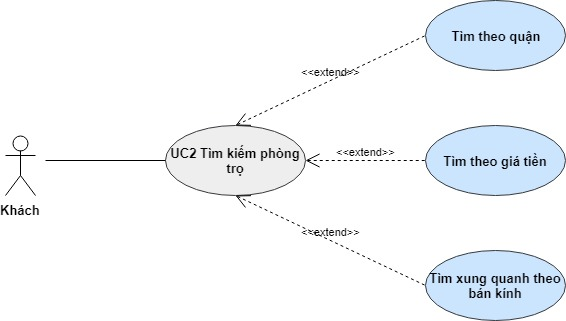 Tìm theo quận
<<extend>>
UC2 Tìm kiếm phòng
trọ
<<extend>>
Tìm theo giá tiền
Khách
<<extend>>
Tìm xung quanh theo
bán kính